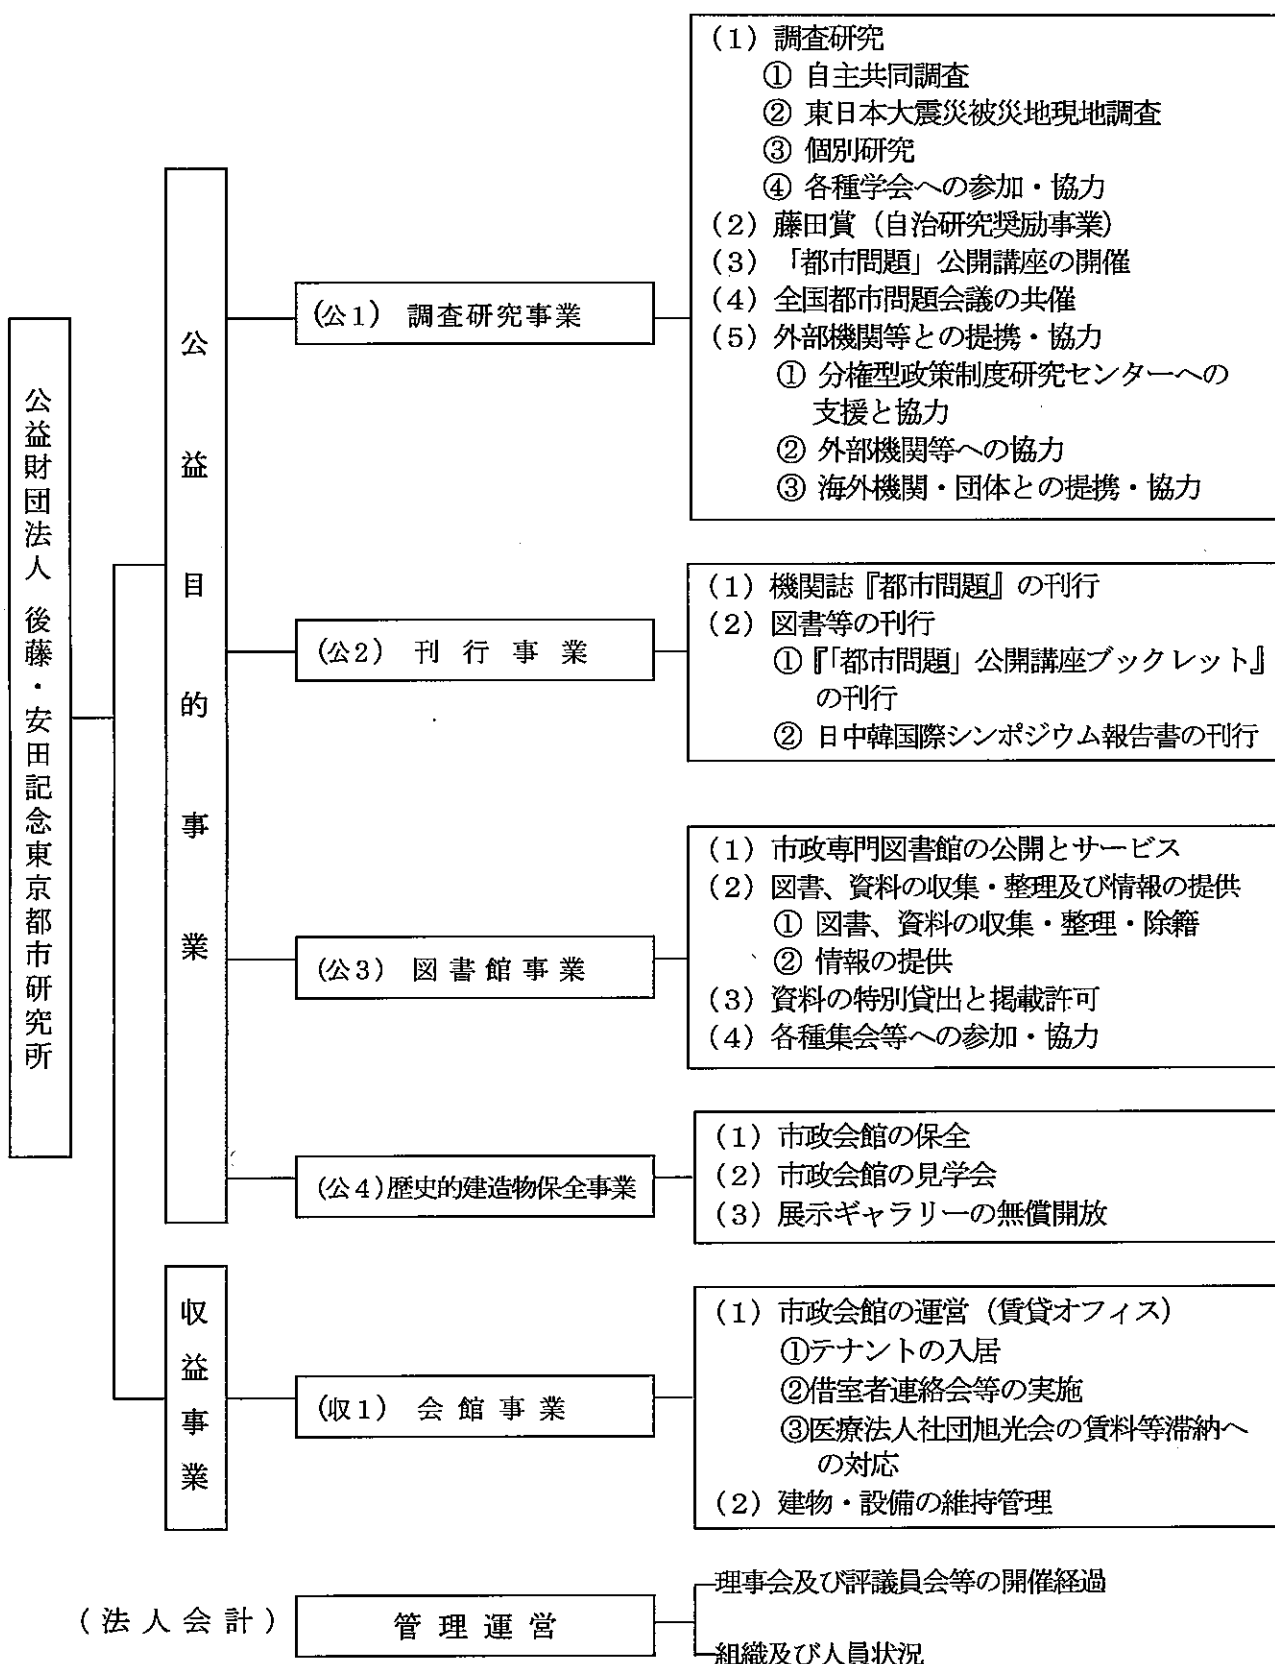 公益財団法人 後藤・安田記念東京都市研究所
公益目的事業
(公1) 調査研究事業
(1) 調査研究
① 自主共同調査
② 東日本大震災被災地現地調査
③ 個別研究
④ 各種学会への参加・協力
(2) 藤田賞(自治研究奨励事業)
(3) 「都市問題」公開講座の開催
(4) 全国都市問題会議の共催
(5) 外部機関等との提携・協力
① 分権型政策制度研究センターへの
支援と協力
② 外部機関等への協力
③ 海外機関・団体との提携・協力
(公2) 刊行事業
(1) 機関誌『都市問題』の刊行
(2) 図書等の刊行
①『「都市問題」公開講座ブックレット』
の刊行
② 日中韓国際シンポジウム報告書の刊行
(公3) 図書館事業
(1) 市政専門図書館の公開とサービス
(2) 図書、資料の収集・整理及び情報の提供
① 図書、資料の収集・整理・除籍
② 情報の提供
(3) 資料の特別貸出と掲載許可
(4) 各種集会等への参加・協力
(公4)歴史的建造物保全事業
(1) 市政会館の保全
(2) 市政会館の見学会
(3) 展示ギャラリーの無償開放
収益事業
(収1) 会館事業
(1) 市政会館の運営(賃貸オフィス)
①テナントの入居
②借室者連絡会等の実施
③医療法人社団旭光会の賃料等滞納へ
の対応
(2) 建物・設備の維持管理
(法人会計)
管理運営
理事会及び評議員会等の開催経過
組織及び人員状況